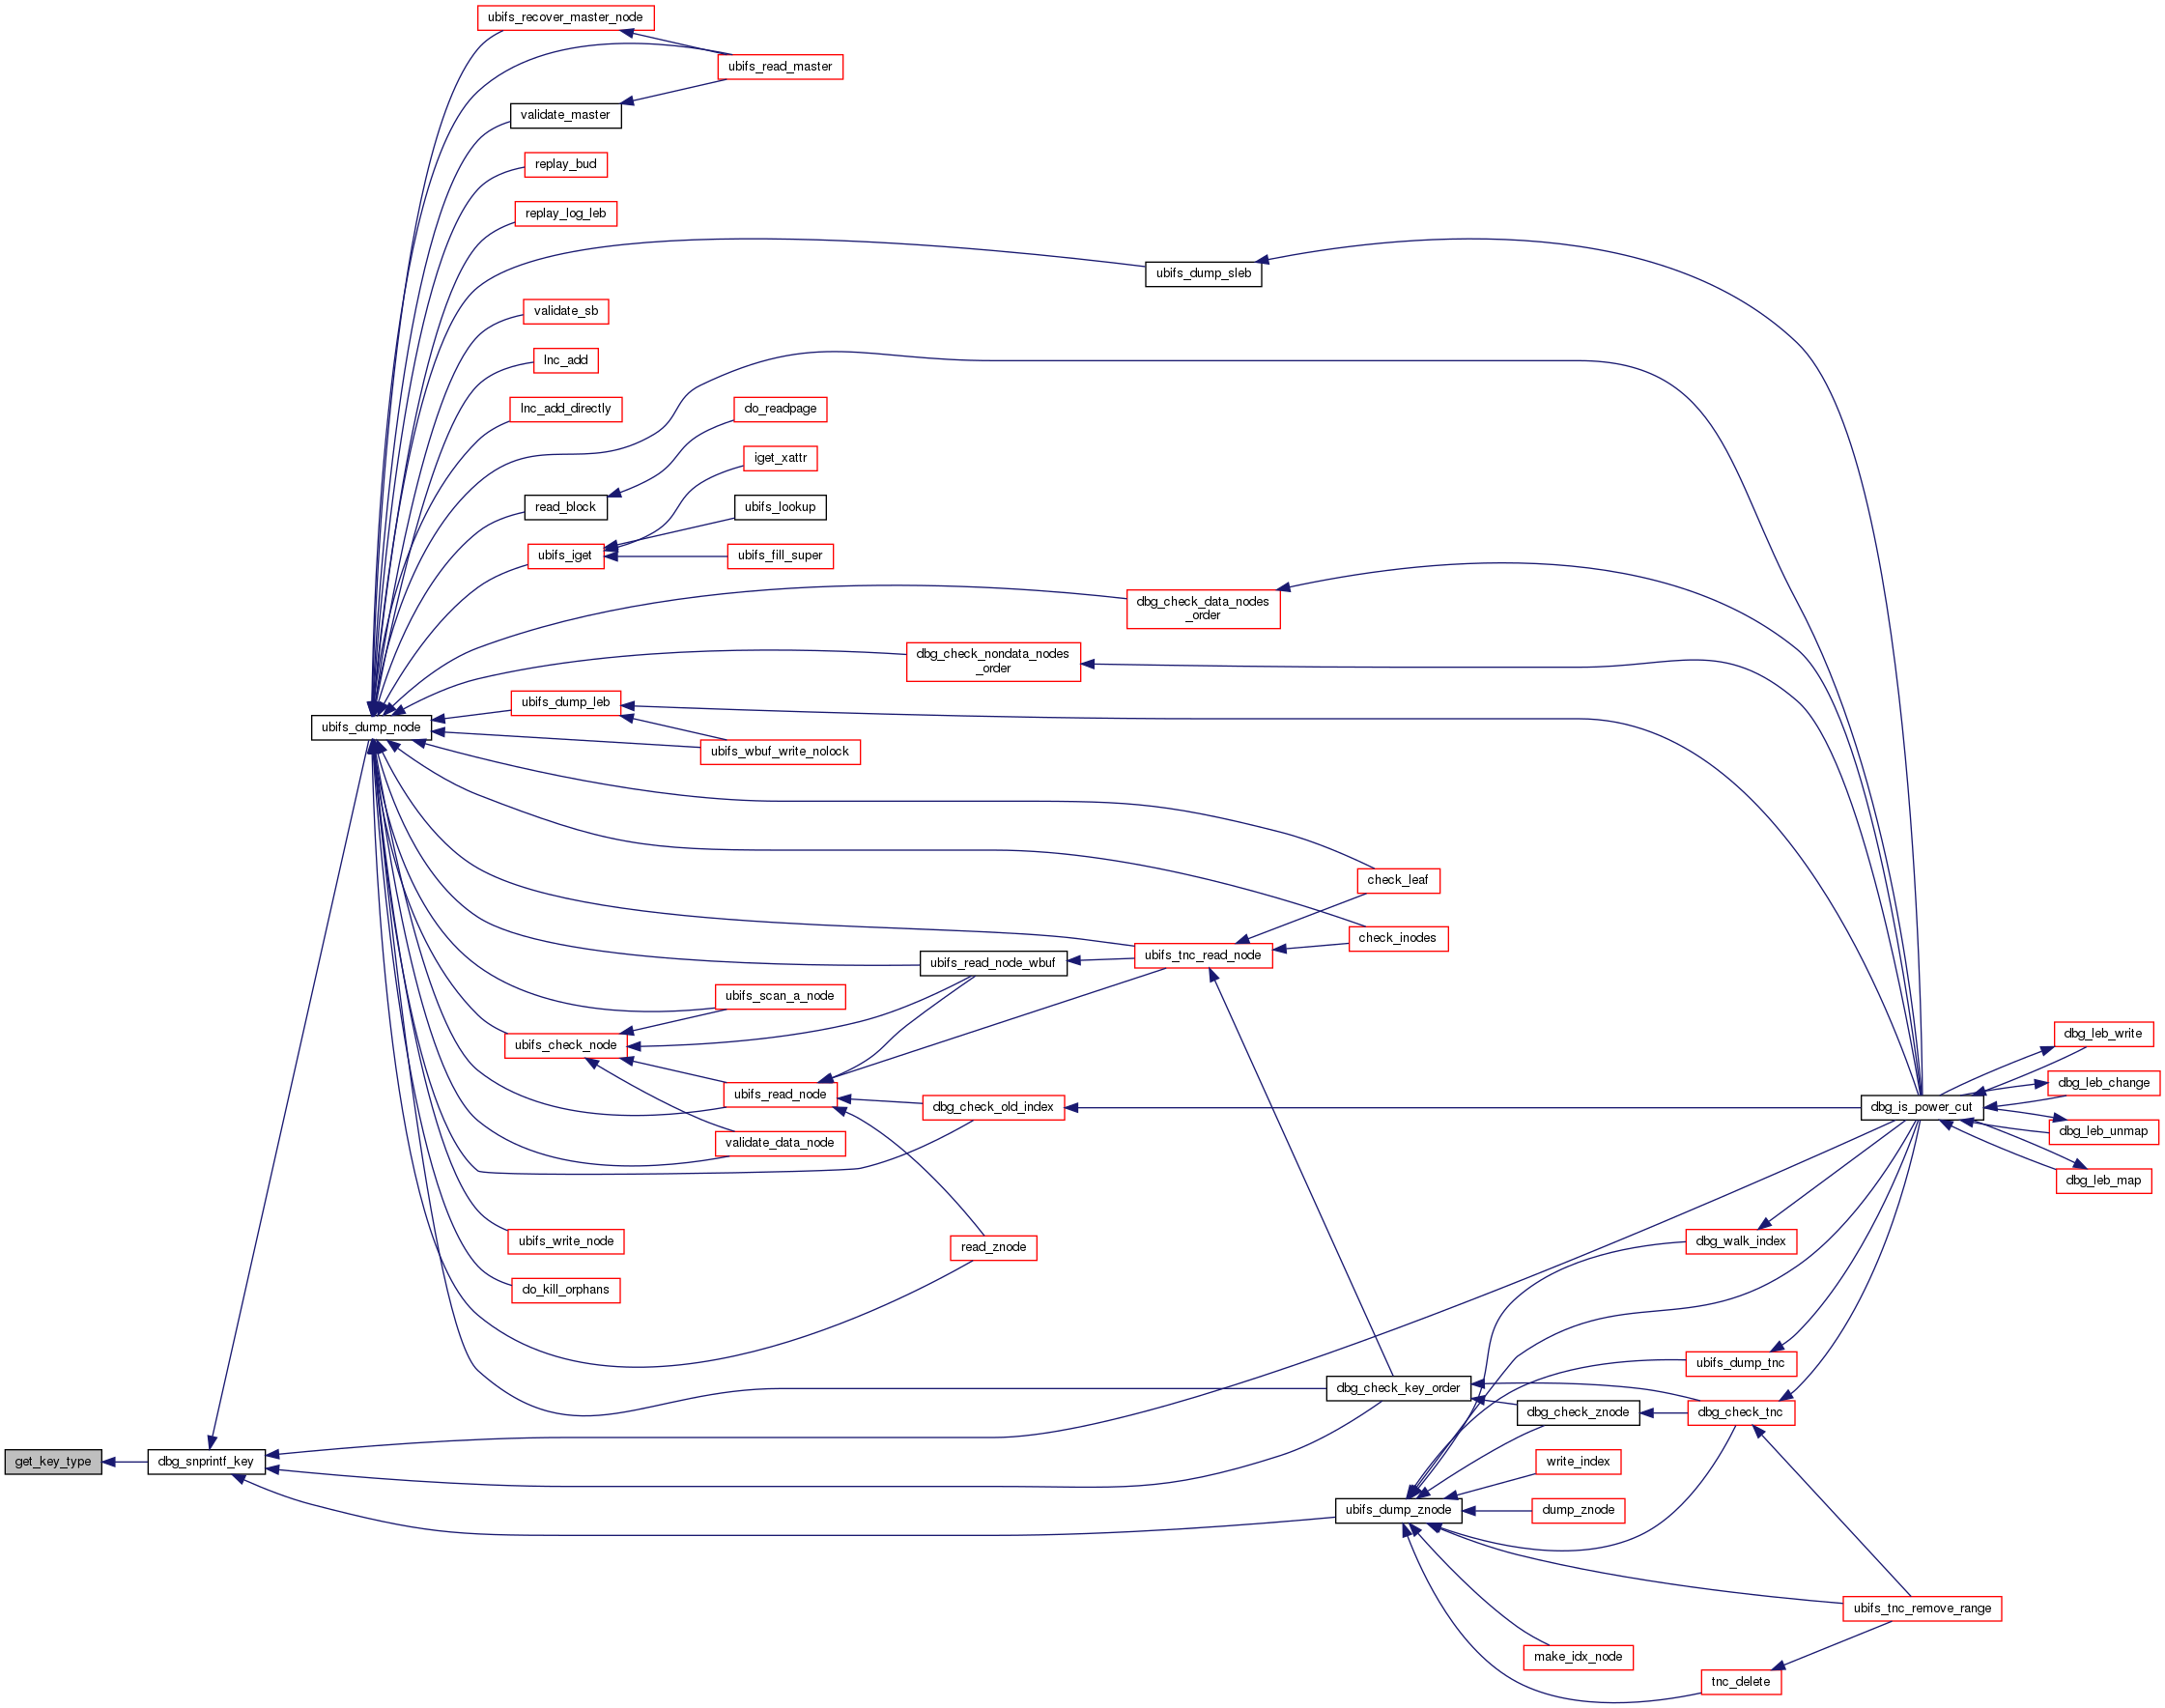 ubifs_recover_master_node
ubifs_read_master
validate_master
replay_bud
replay_log_leb
ubifs_dump_sleb
validate_sb
lnc_add
lnc_add_directly
do_readpage
iget_xattr
read_block
ubifs_lookup
ubifs_iget
ubifs_fill_super
dbg_check_data_nodes
_order
dbg_check_nondata_nodes
_order
ubifs_dump_leb
ubifs_dump_node
ubifs_wbuf_write_nolock
check_leaf
check_inodes
ubifs_read_node_wbuf
ubifs_tnc_read_node
ubifs_scan_a_node
ubifs_check_node
dbg_leb_write
dbg_leb_change
ubifs_read_node
dbg_check_old_index
dbg_is_power_cut
dbg_leb_unmap
validate_data_node
dbg_leb_map
ubifs_write_node
read_znode
dbg_walk_index
do_kill_orphans
ubifs_dump_tnc
dbg_check_key_order
dbg_check_znode
dbg_check_tnc
get_key_type
dbg_snprintf_key
write_index
ubifs_dump_znode
dump_znode
ubifs_tnc_remove_range
make_idx_node
tnc_delete